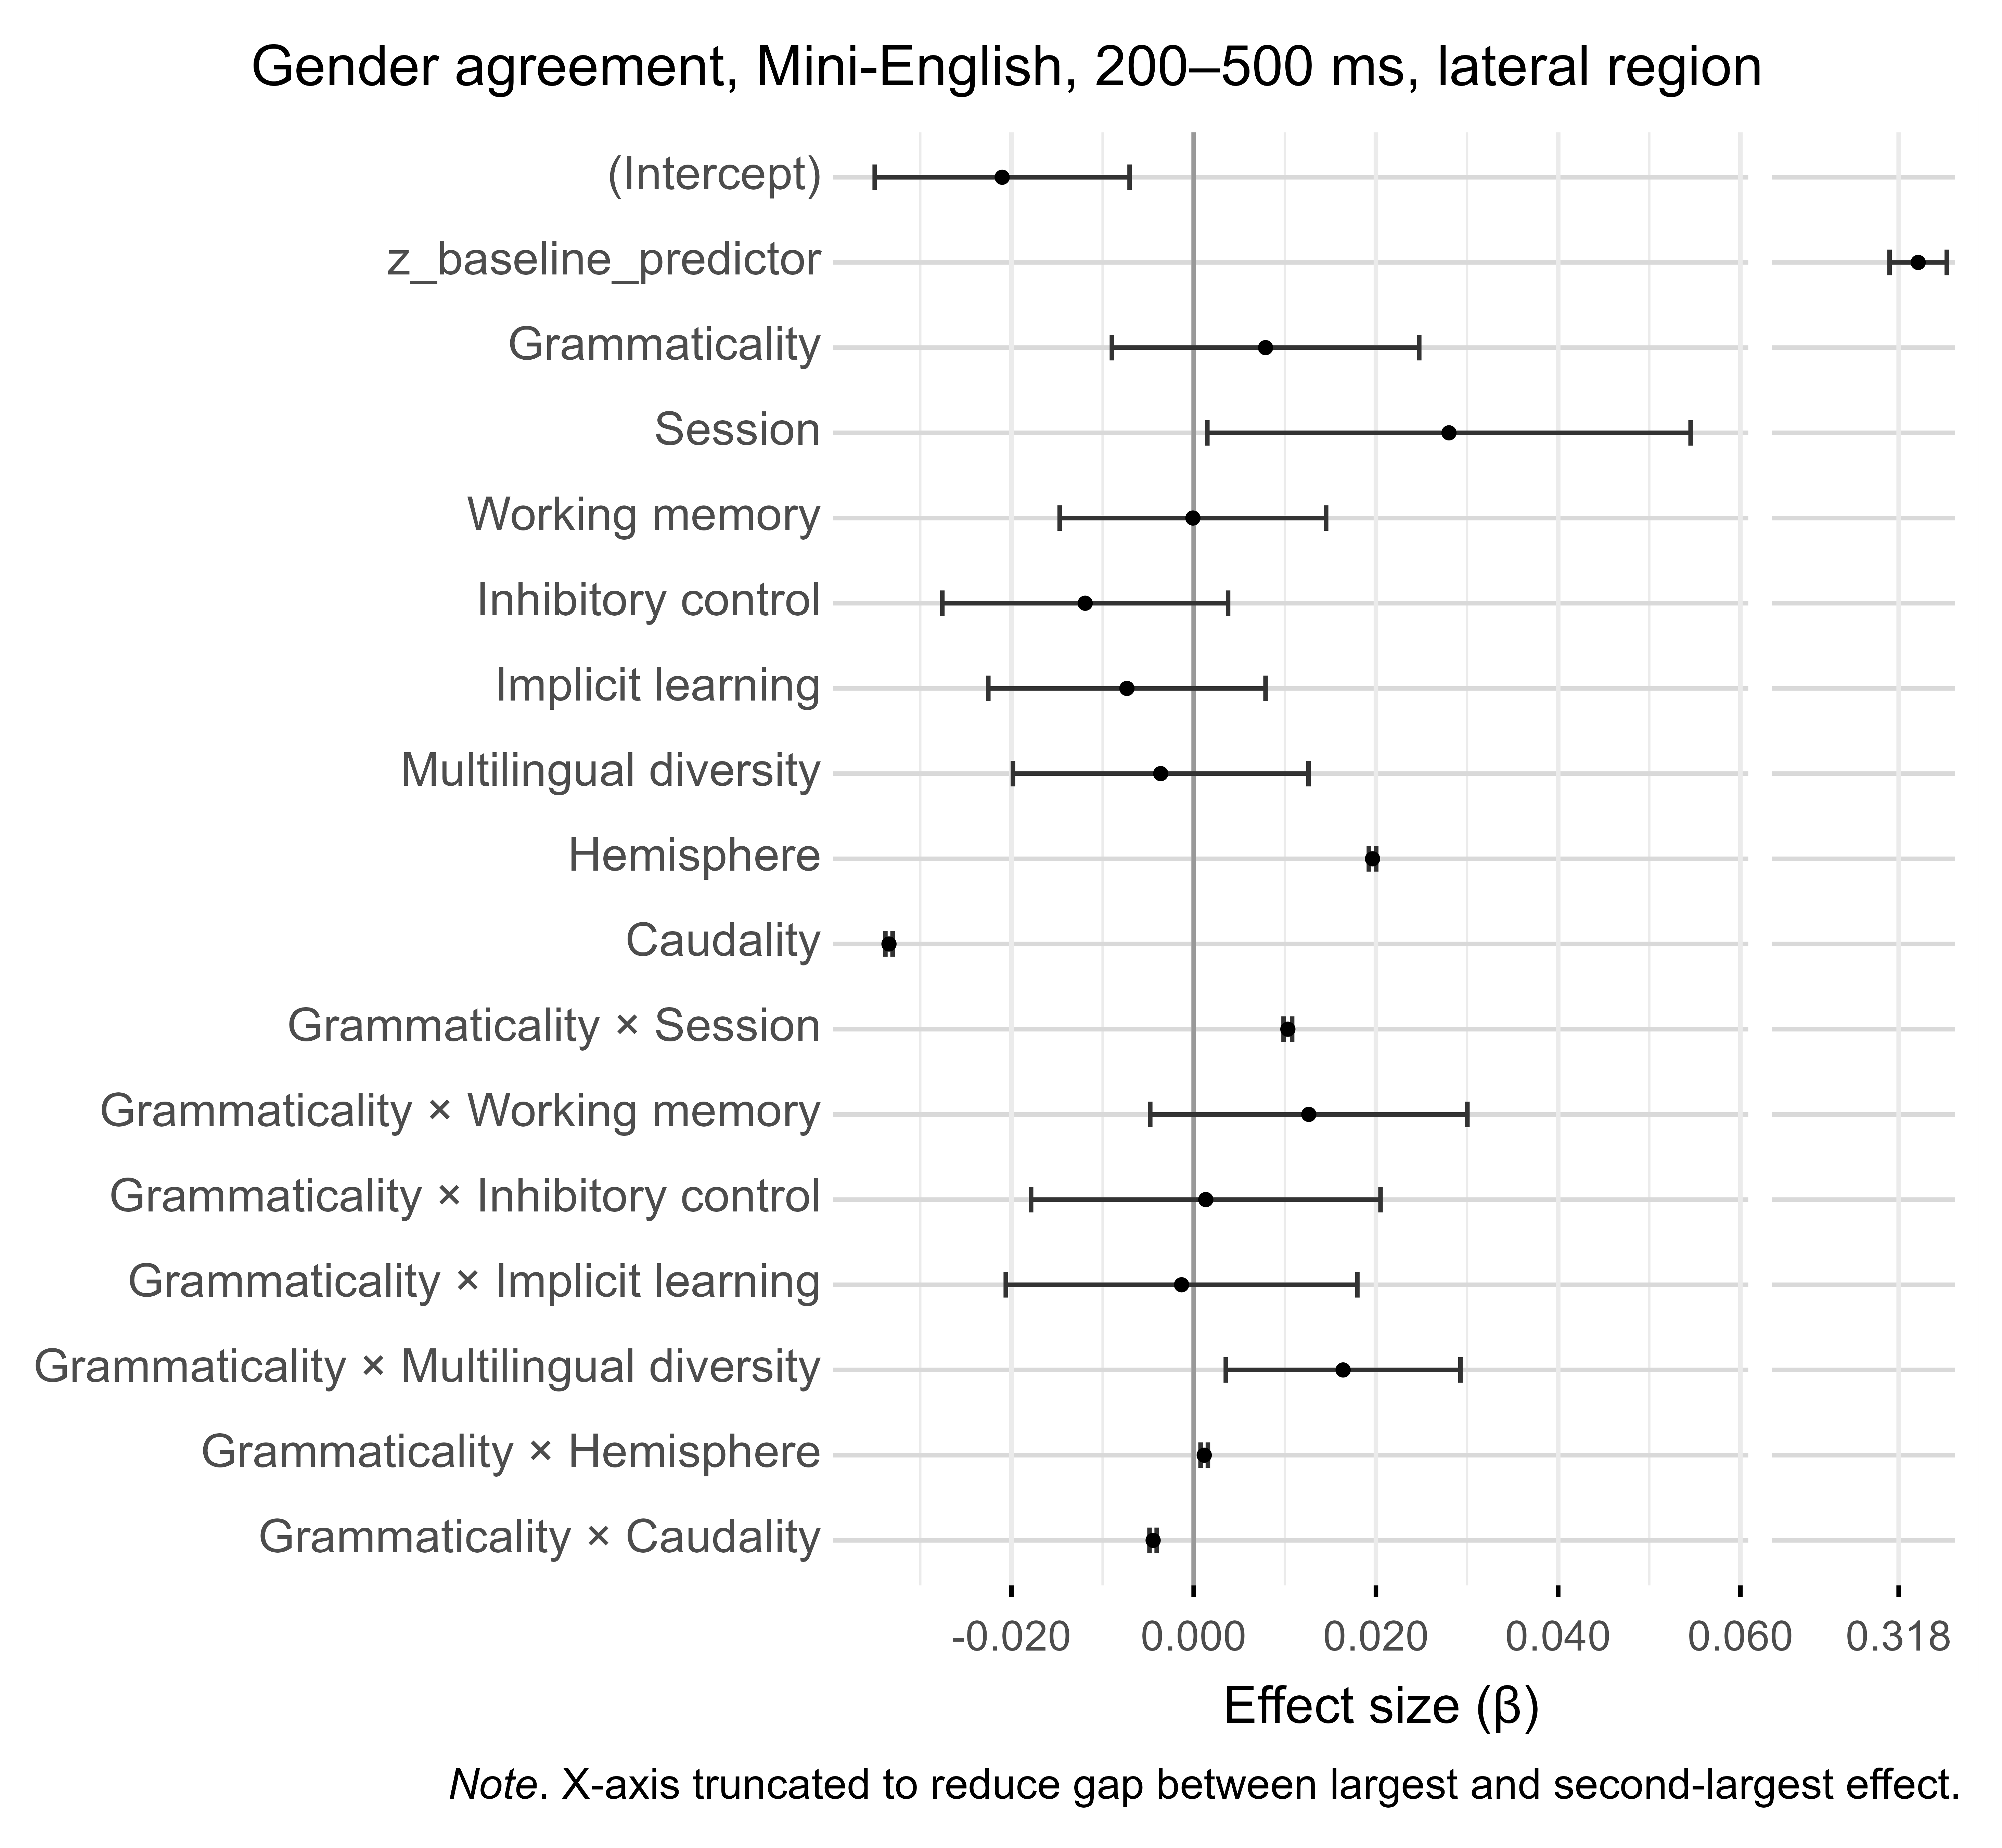 Gender agreement, Mini-English, 200–500 ms, lateral region
(Intercept)
z_baseline_predictor
Grammaticality
Session
Working memory
Inhibitory control
Implicit learning
Multilingual diversity
Hemisphere
Caudality
Grammaticality × Session
Grammaticality × Working memory
Grammaticality × Inhibitory control
Grammaticality × Implicit learning
Grammaticality × Multilingual diversity
Grammaticality × Hemisphere
Grammaticality × Caudality
-0.020 0.000 0.020 0.040 0.060 0.318
Effect size (β)
Note. X-axis truncated to reduce gap between largest and second-largest effect.